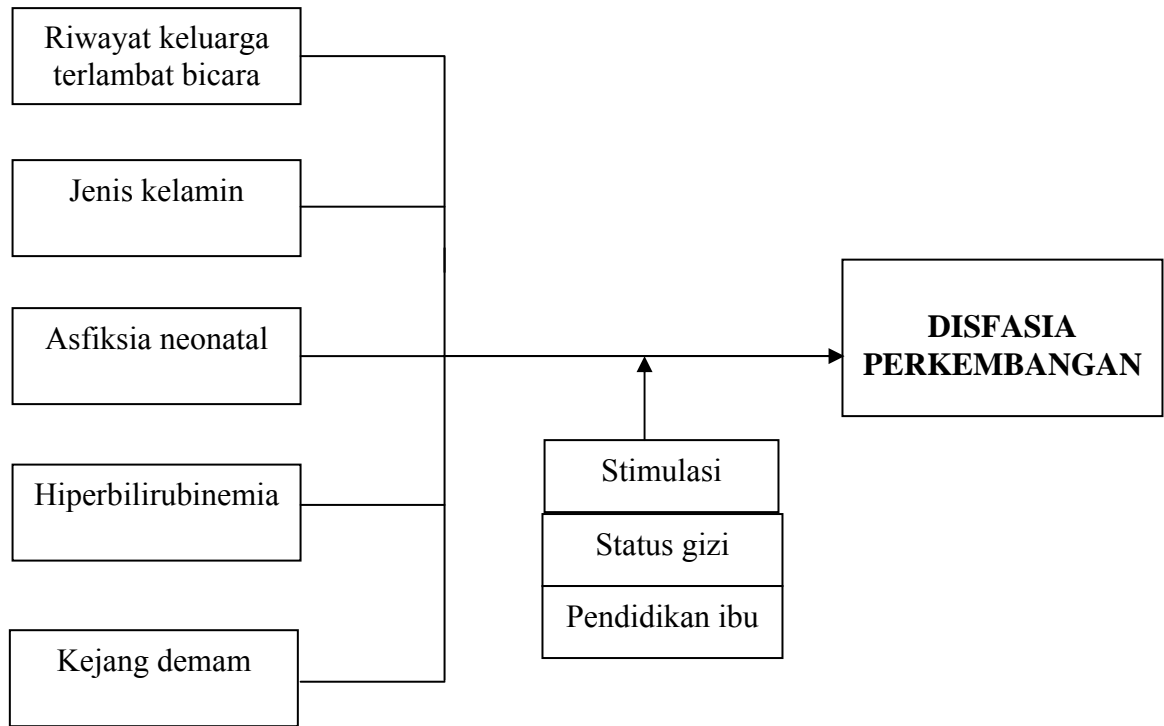 Riwayat keluarga
terlambat bicara
Jenis kelamin
Asfiksia neonatal
Hiperbilirubinemia
Kejang demam
Stimulasi
Status gizi
Pendidikan ibu
DISFASIA
PERKEMBANGAN